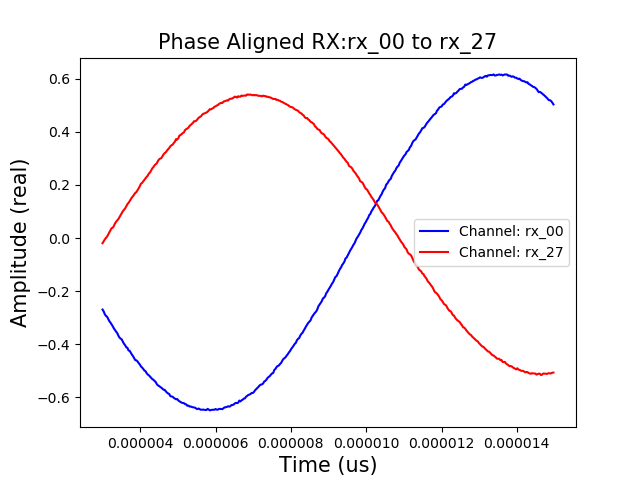 Phase Aligned RX:rx_00 to rx_27
Amplitude (real)
0.6
0.4
0.2
0.0
−0.2
−0.4
−0.6
Channel: rx_00
Channel: rx_27
0.000004 0.000006 0.000008 0.000010 0.000012 0.000014
Time (us)